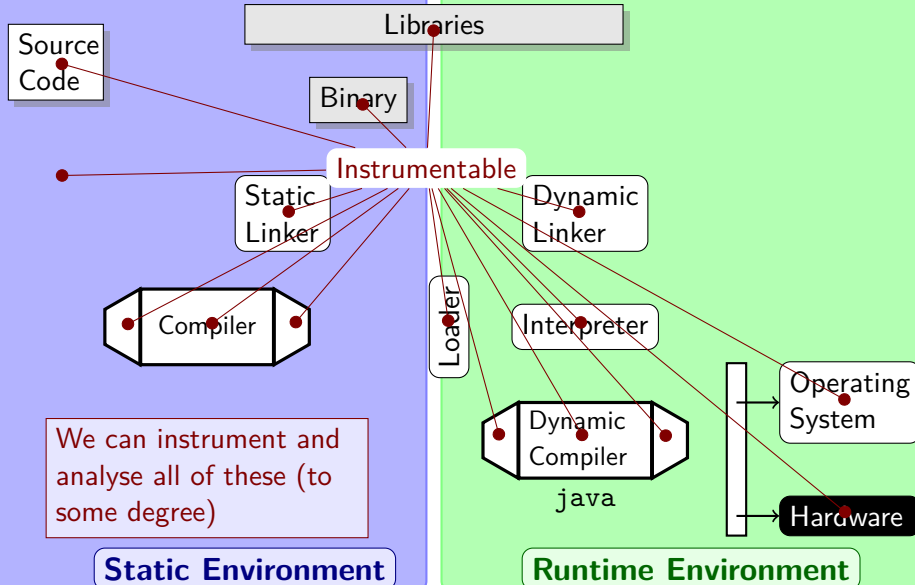 Libraries
Source
Code
Binary
Instrumentable
Static
Linker
Dynamic
Linker
Loader
Compiler
Interpreter
Operating
System
Dynamic
Compiler
We can instrument and
analyse all of these (to
some degree)
java
Hardware
Static Environment
Runtime Environment